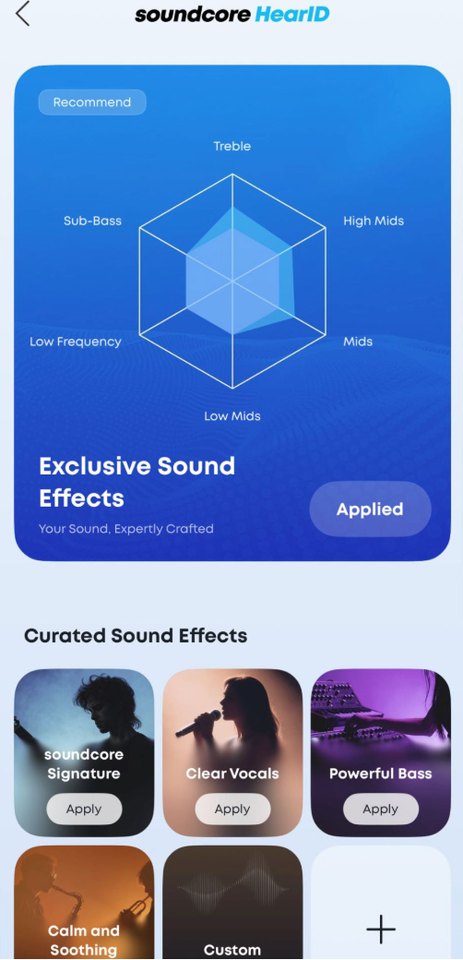 soundcore HearID
Recommend
Treble
Sub-Bass
High Mids
Low Frequency
Mids
Low Mids
Exclusive Sound
Effects
Your Sound, Expertly Crafted
Applied
Curated Sound Effects
soundcore
Signature
Apply
Clear Vocals
Apply
Powerful Bass
Apply
Calm and
Soothing
Custom